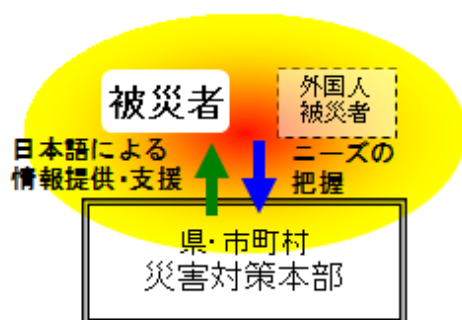 被災者
外国人
被災者
日本語による
情報提供・支援
ニーズの
把握
県・市町村
災害対策本部